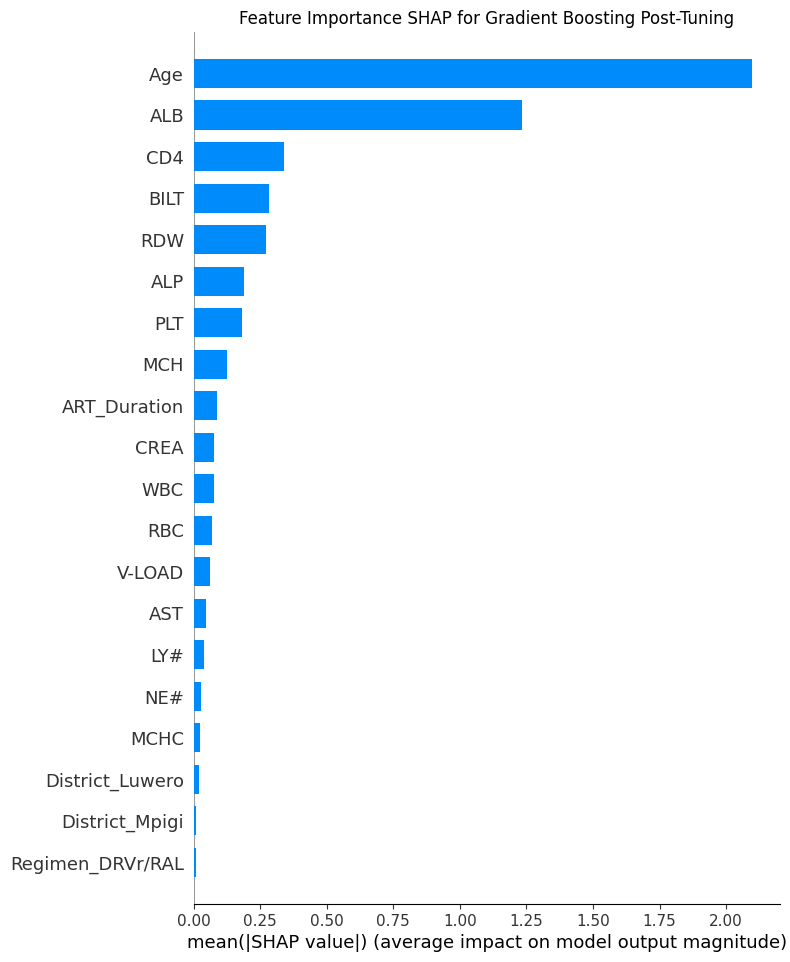 Feature Importance SHAP for Gradient Boosting Post-Tuning
Age
ALB
CD4
BILT
RDW
ALP
PLT
MCH
ART_Duration
CREA
WBC
RBC
V-LOAD
AST
LY#
NE#
MCHC
District_Luwero
District_Mpigi
Regimen_DRVr/RAL
0.00 0.25 0.50 0.75 1.00 1.25 1.50 1.75 2.00
mean(|SHAP value|) (average impact on model output magnitude)